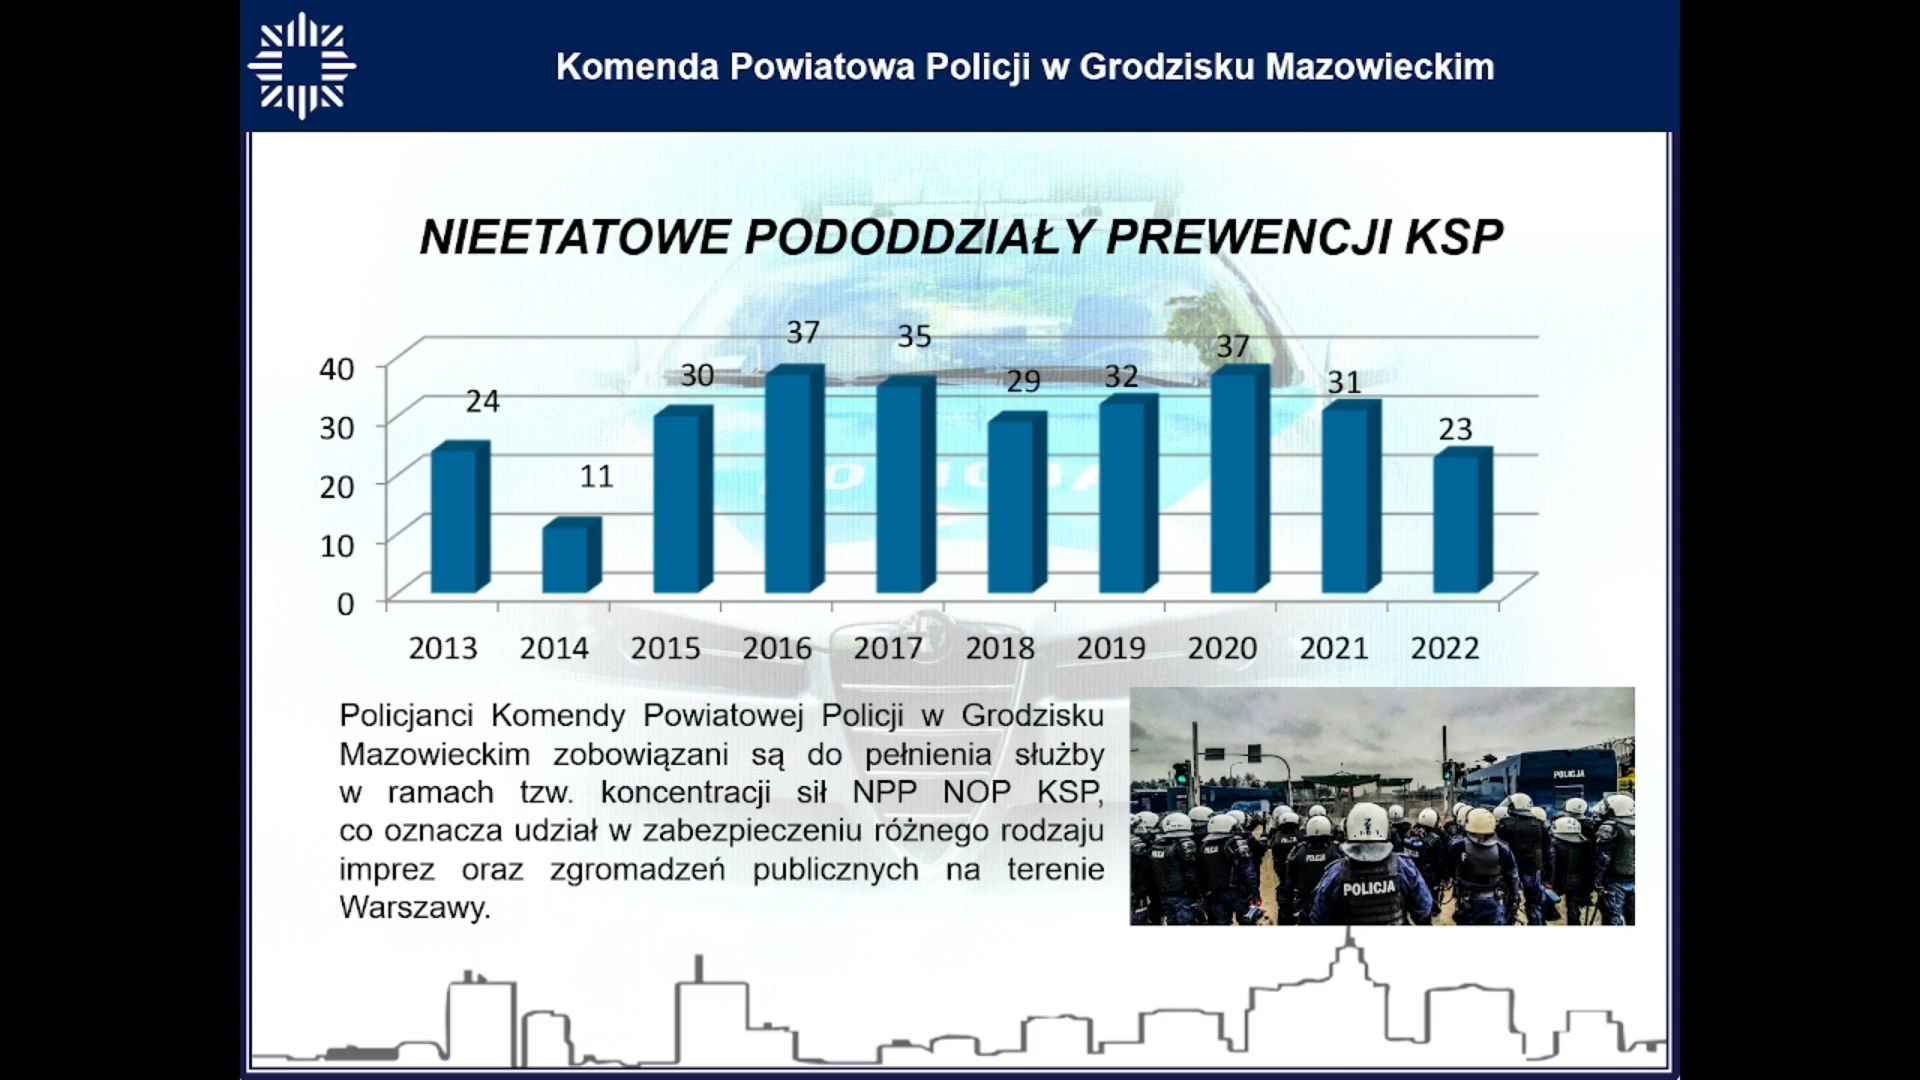 Komenda Powiatowa Policji w Grodzisku Mazowieckim
NIEETATOWE PODODDZIAŁY PREWENCJI KSP
40
30
20
10
0
24
11
30
37
35
29
32
37
31
23
2013 2014 2015 2016 2017 2018 2019 2020 2021 2022
Policjanci Komendy Powiatowej Policji w Grodzisku
Mazowieckim zobowiązani są do pełnienia służby
w ramach tzw. koncentracji sił NPP NOP KSP,
co oznacza udział w zabezpieczeniu różnego rodzaju
imprez oraz zgromadzeń publicznych na terenie
Warszawy.
POLICJA
POLICJA